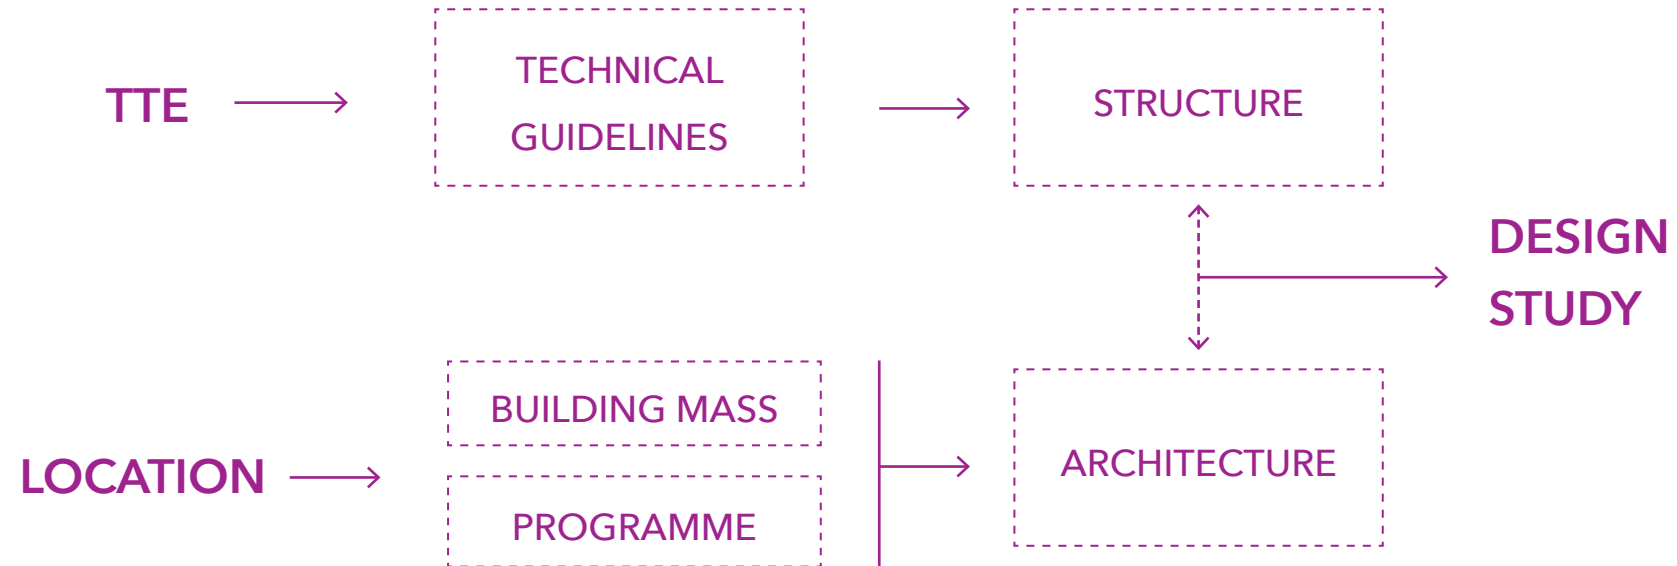 TTE
TECHNICAL
GUIDELINES
STRUCTURE
DESIGN
STUDY
LOCATION
BUILDING MASS
PROGRAMME
ARCHITECTURE